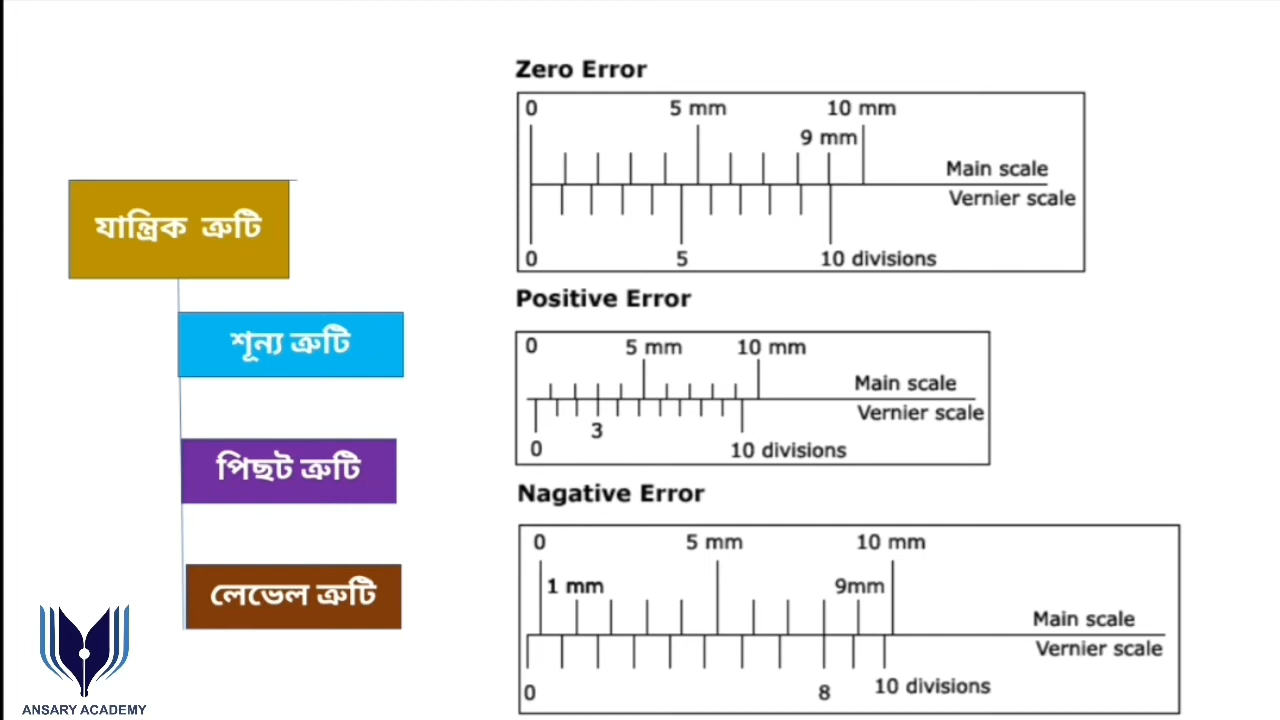 যান্ত্রিক ত্রুটি
শূন্য ত্রুটি
পিছট ত্রুটি
লেভেল ত্রুটি
ANSARY ACADEMY
Zero Error
0 5 mm 10 mm
9 mm
Main scale
Vernier scale
0 5 10 divisions
Positive Error
0 5 mm 10 mm
Main scale
Vernier scale
3
0 10 divisions
Nagative Error
0 5 mm 10 mm
1 mm 9mm
Main scale
Vernier scale
0 8 10 divisions